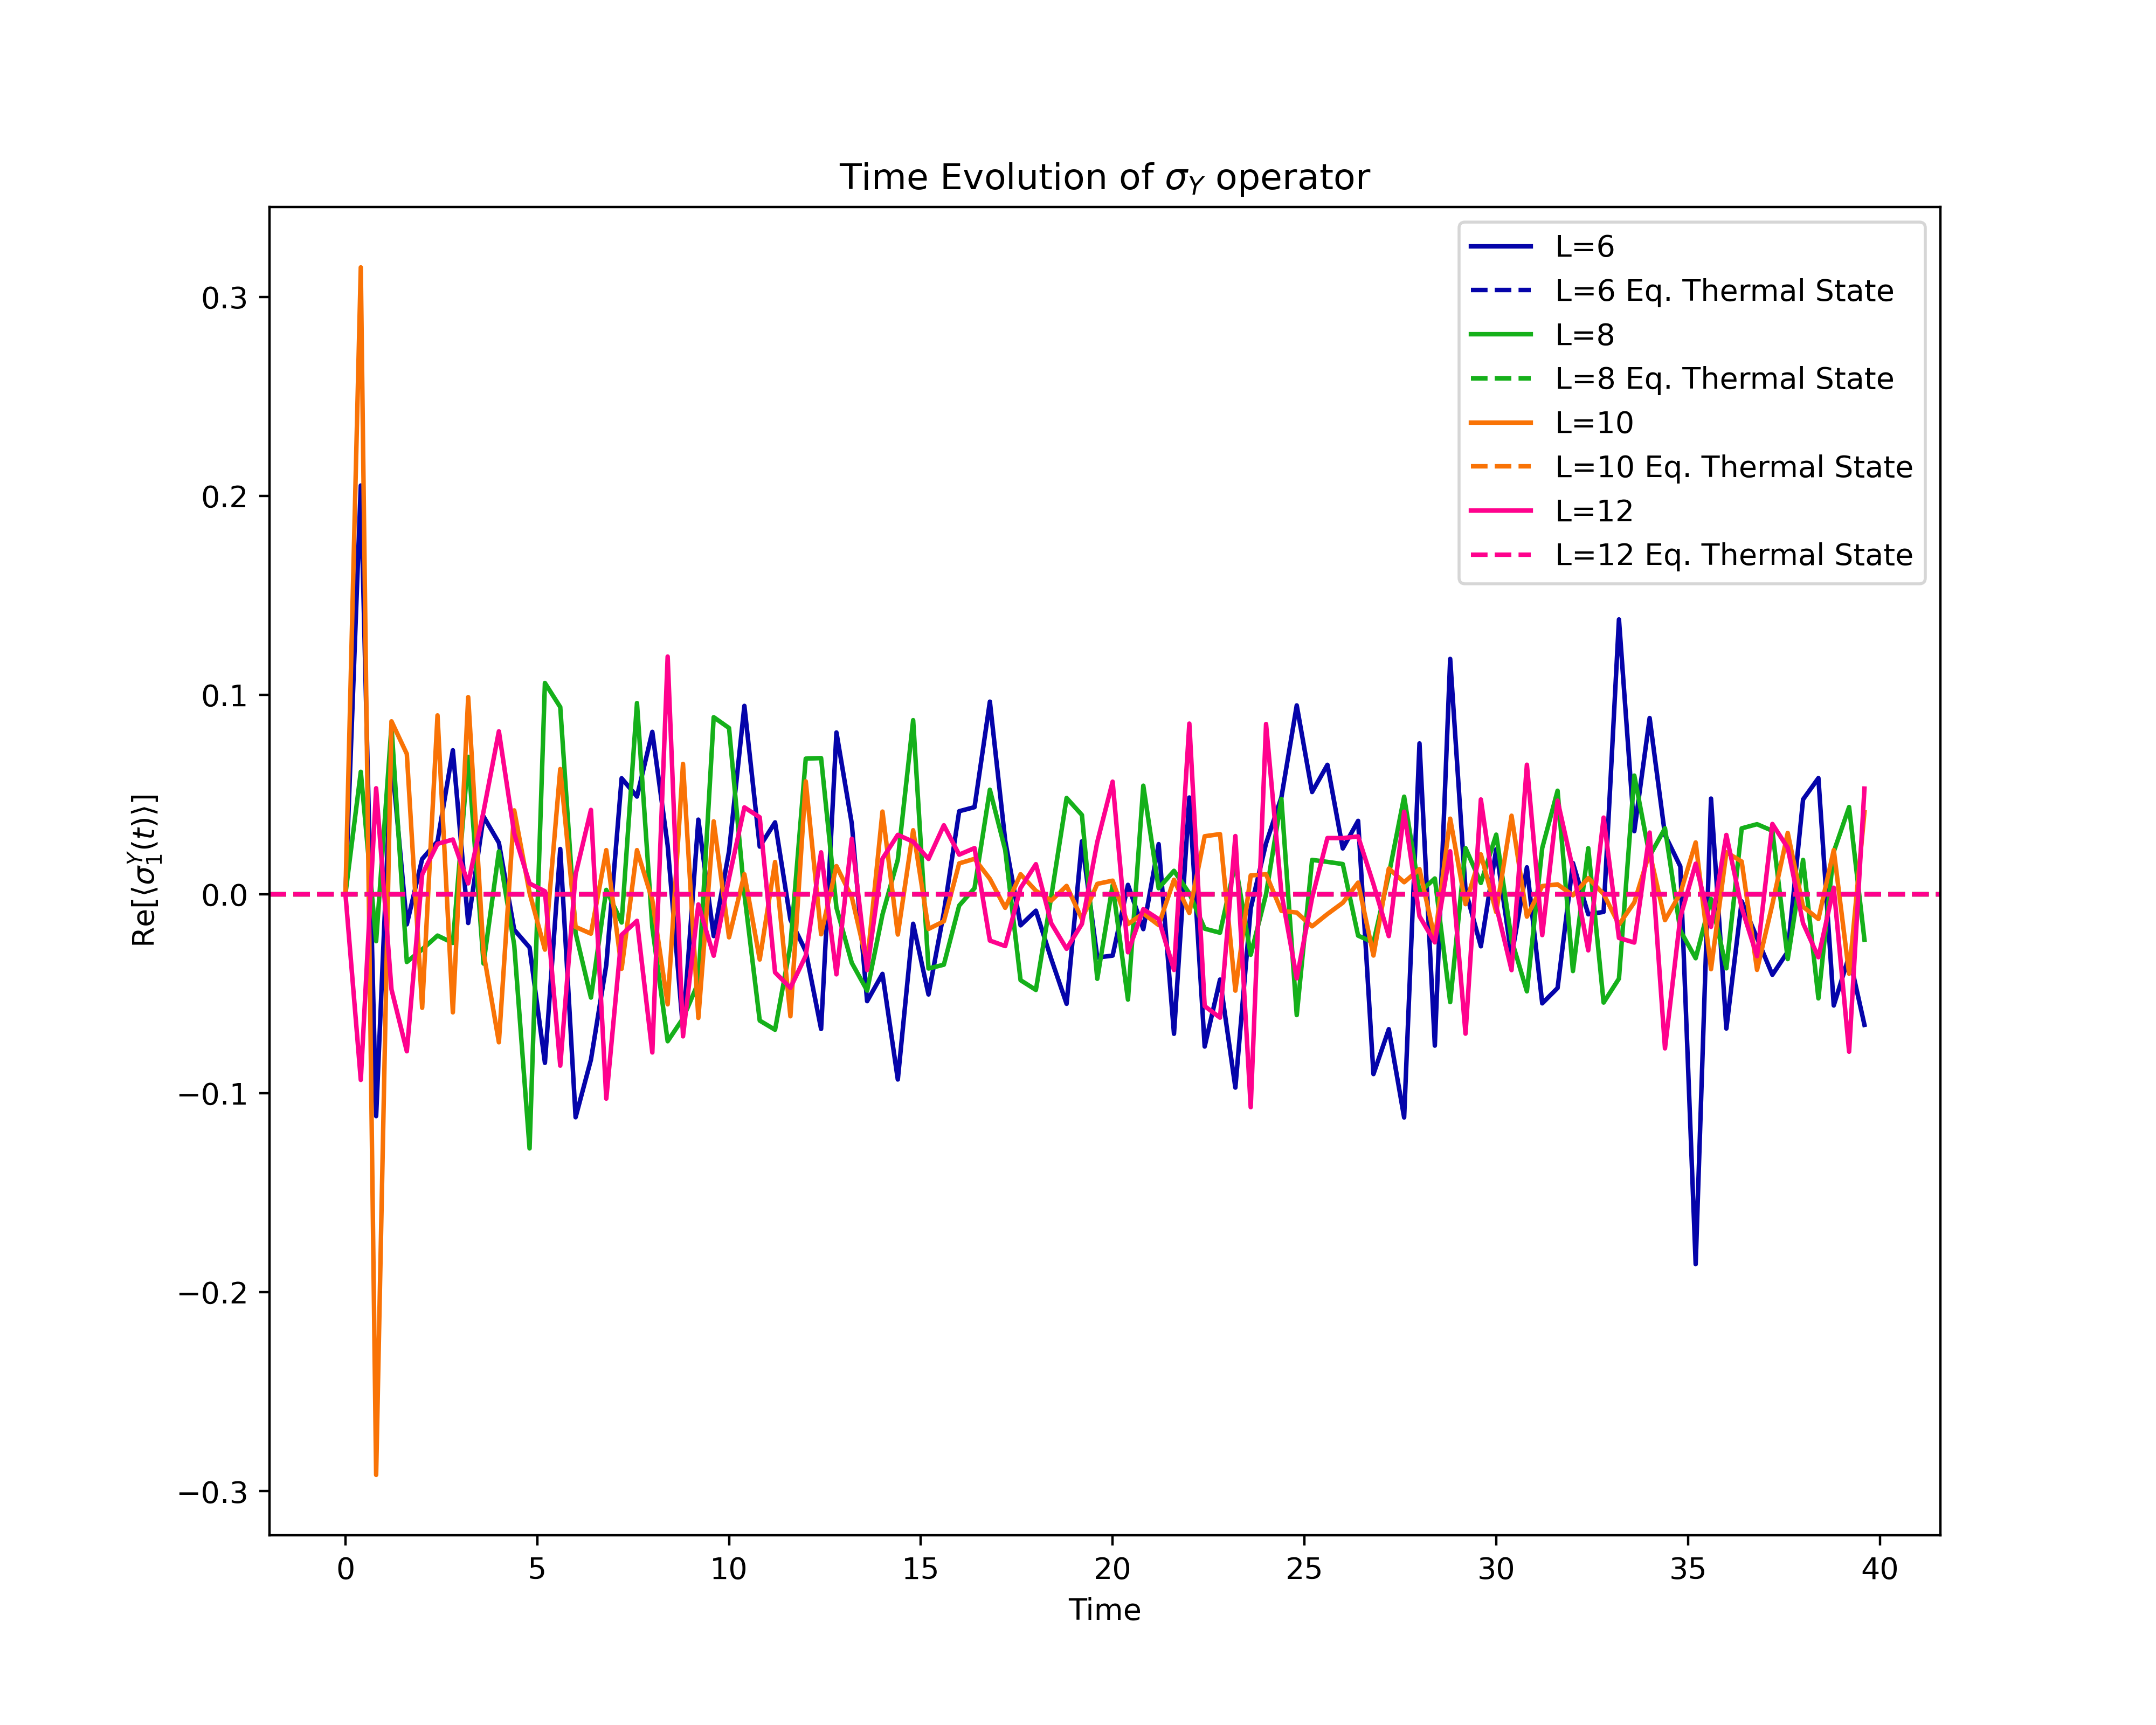 Time Evolution of σ_Y operator
L=6
L=6 Eq. Thermal State
L=8
L=8 Eq. Thermal State
L=10
L=10 Eq. Thermal State
L=12
L=12 Eq. Thermal State
Re[⟨σ₁^Y(t)⟩]
0.3
0.2
0.1
0.0
−0.1
−0.2
−0.3
0 5 10 15 20 25 30 35 40
Time